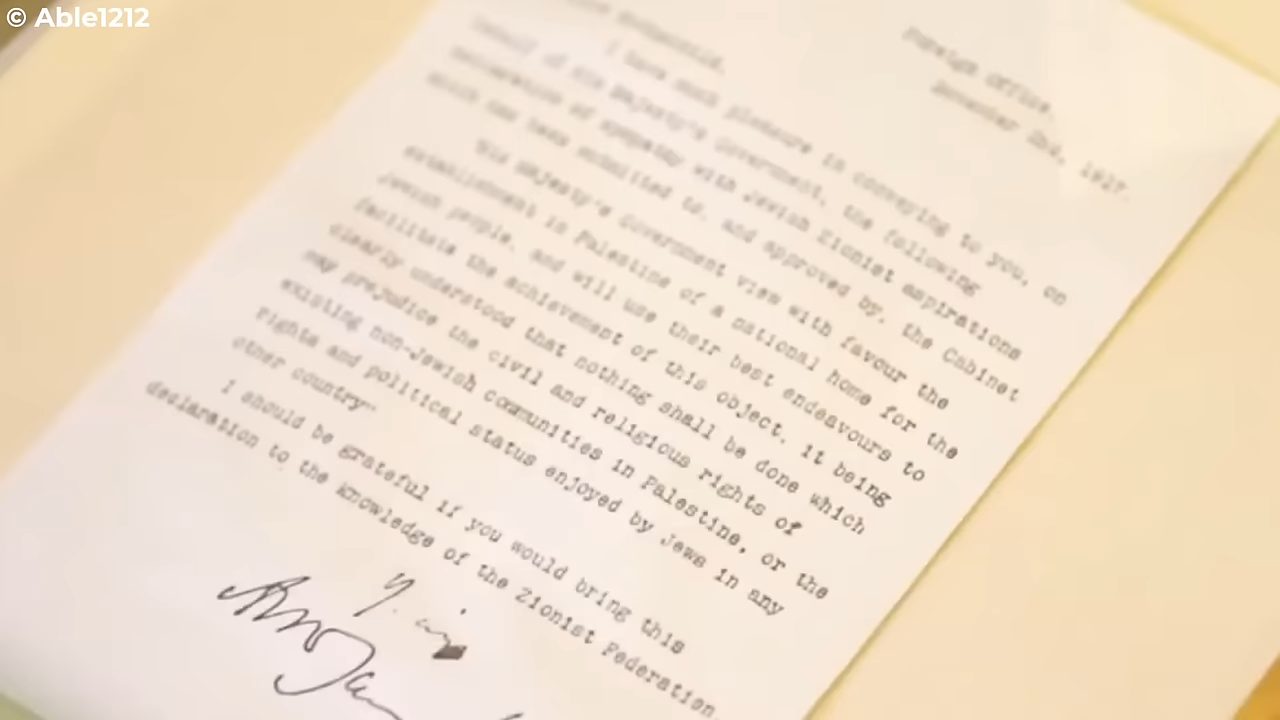 © Able1212
Foreign Office,
November 2nd, 1917.
Rothschild,
I have much pleasure in conveying to you, on
behalf of His Majesty's Government, the following
declaration of sympathy with Jewish Zionist aspirations
which has been submitted to, and approved by, the Cabinet
"His Majesty's Government view with favour the
establishment in Palestine of a national home for the
Jewish people, and will use their best endeavours to
facilitate the achievement of this object, it being
clearly understood that nothing shall be done which
may prejudice the civil and religious rights of
existing non-Jewish communities in Palestine, or the
rights and political status enjoyed by Jews in any
other country"
I should be grateful if you would bring this
declaration to the knowledge of the Zionist Federation.